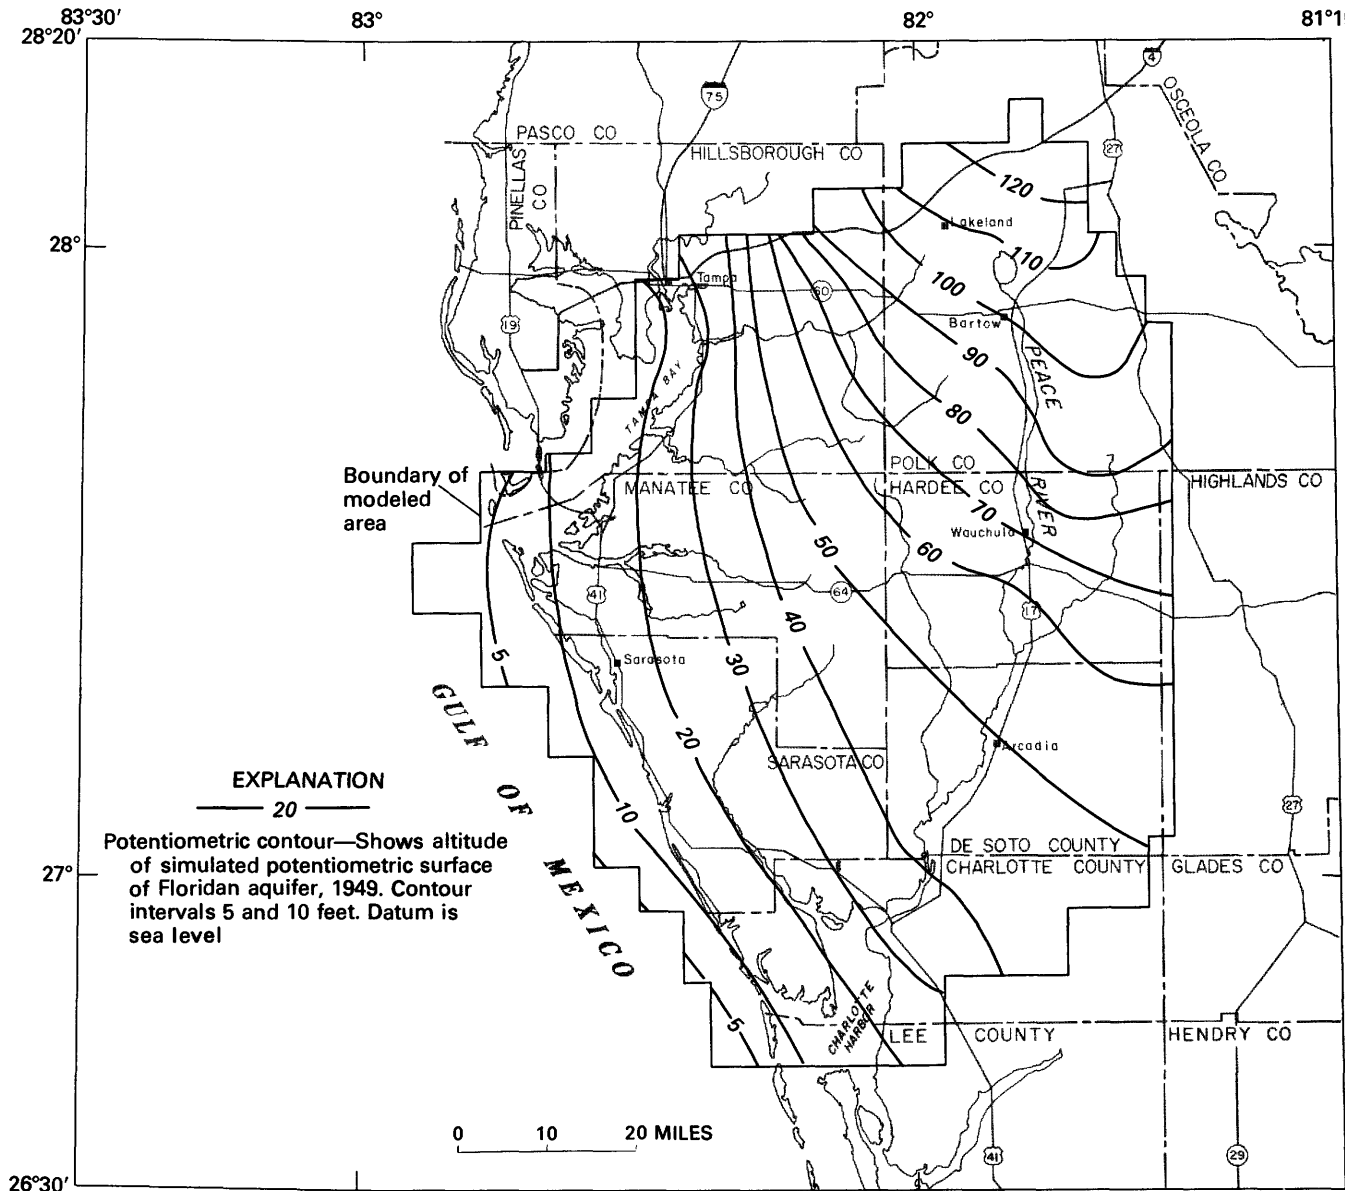 83°30'
83°
82°
81°1
28°20'
4
75
OSCEOLA CO
PASCO CO
27
HILLSBOROUGH CO
PINELLAS CO
120
Lakeland
28°
110
100
Tampa
60
19
Bartow
90
PEACE RIVER
TAMPA BAY
80
POLK CO
Boundary of
modeled
area
MANATEE CO
HARDEE CO
HIGHLANDS CO
70
Wauchula
50
60
64
41
17
40
5
Sarasota
30
GULF OF MEXICO
20
Arcadia
SARASOTA CO
EXPLANATION
20
10
27
Potentiometric contour—Shows altitude
of simulated potentiometric surface
of Floridan aquifer, 1949. Contour
intervals 5 and 10 feet. Datum is
sea level
DE SOTO COUNTY
CHARLOTTE COUNTY
GLADES CO
27°
5
CHARLOTTE
HARBOR
LEE COUNTY
HENDRY CO
0 10 20 MILES
41
29
26°30'